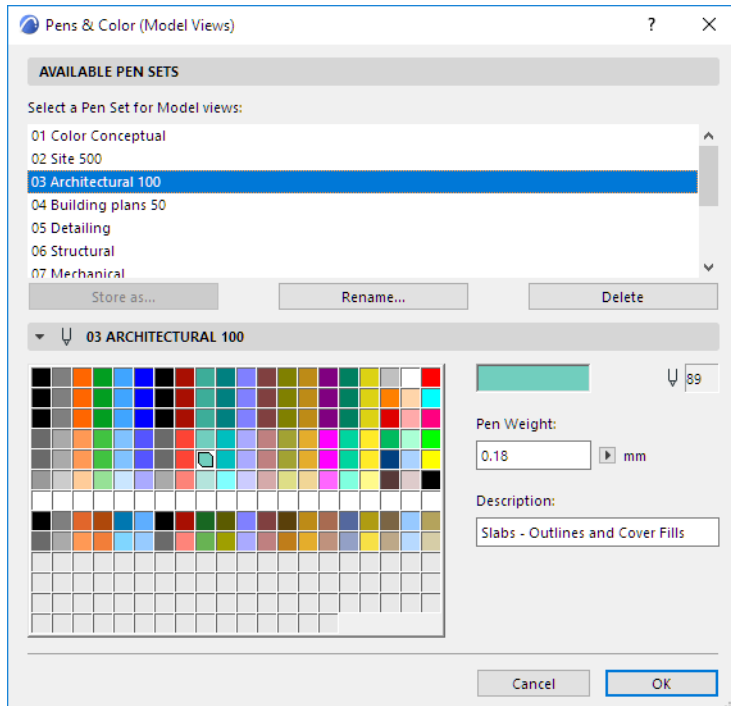 Pens & Color (Model Views)
?
AVAILABLE PEN SETS
Select a Pen Set for Model views:
01 Color Conceptual
02 Site 500
03 Architectural 100
04 Building plans 50
05 Detailing
06 Structural
07 Mechanical
Store as...
Rename...
Delete
03 ARCHITECTURAL 100
89
Pen Weight:
0.18
mm
Description:
Slabs - Outlines and Cover Fills
Cancel
OK